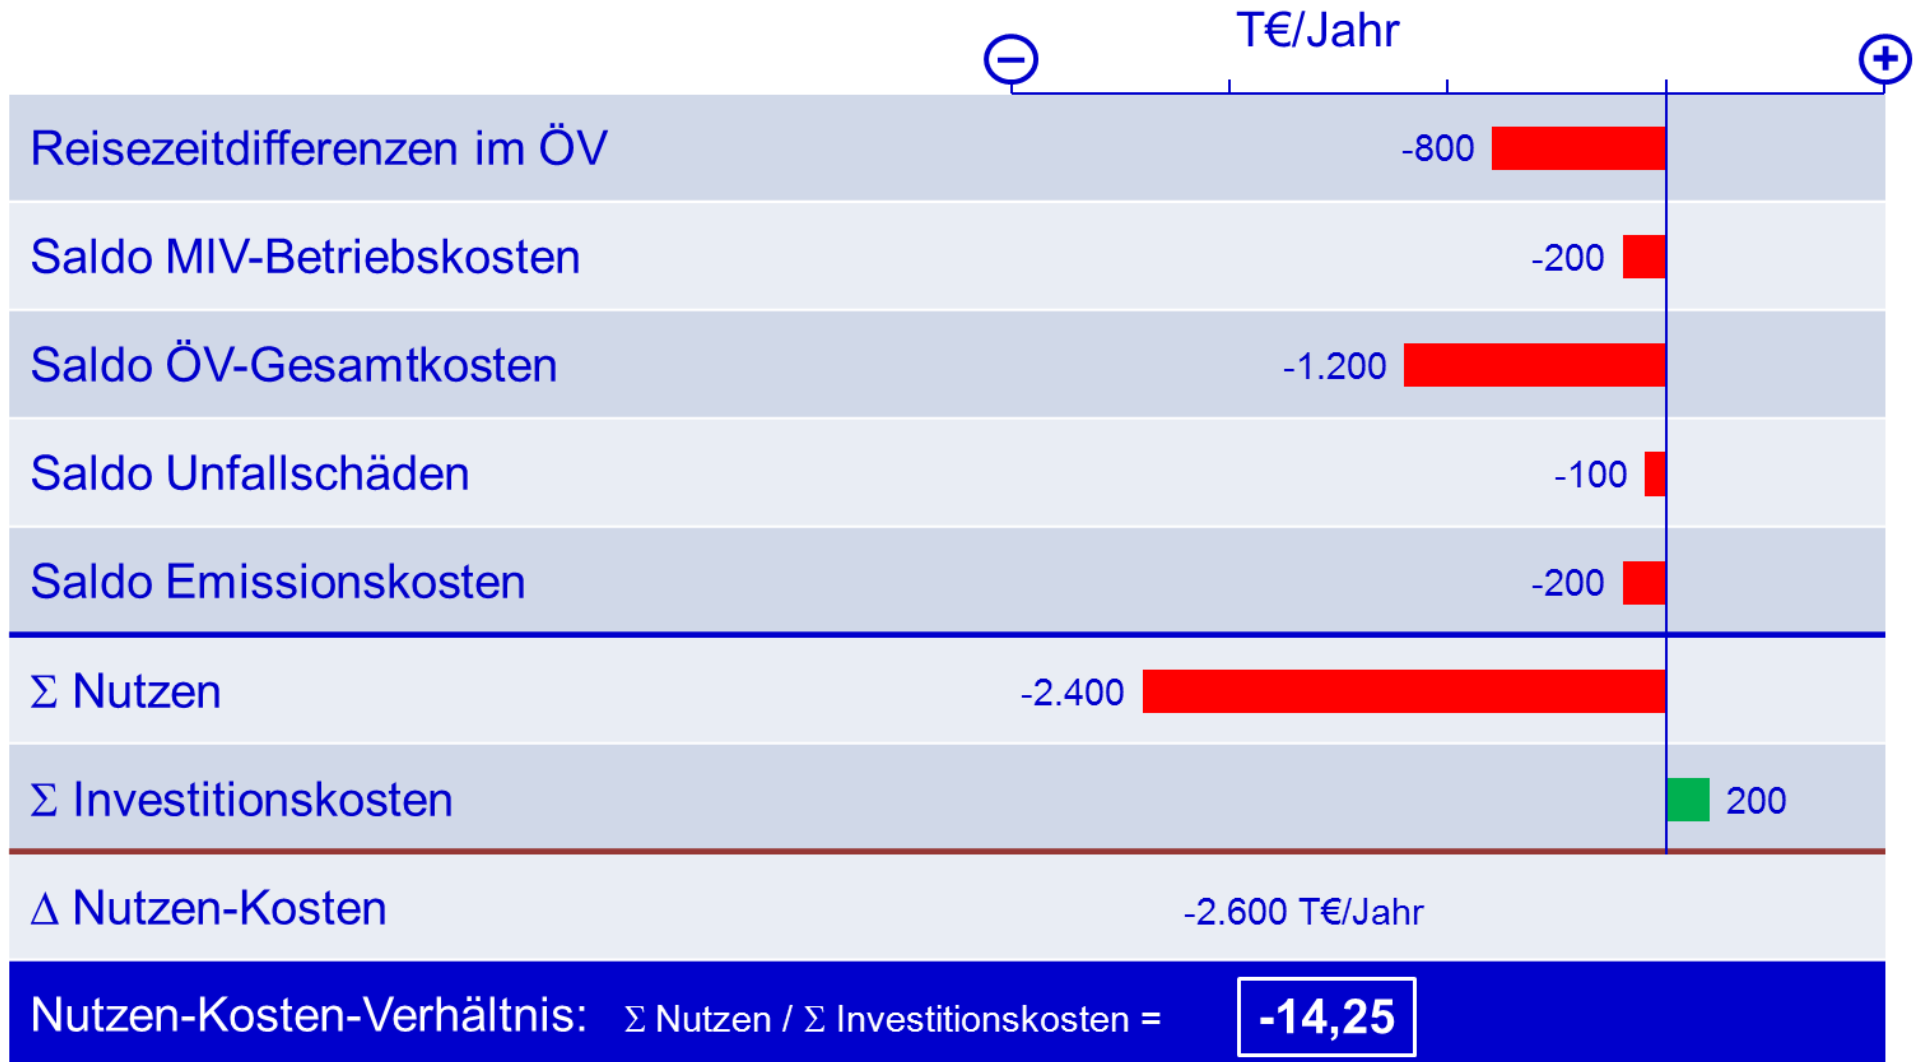 T€/Jahr
Reisezeitdifferenzen im ÖV -800
Saldo MIV-Betriebskosten -200
Saldo ÖV-Gesamtkosten -1.200
Saldo Unfallschäden -100
Saldo Emissionskosten -200
Σ Nutzen -2.400
Σ Investitionskosten 200
Δ Nutzen-Kosten -2.600 T€/Jahr
Nutzen-Kosten-Verhältnis: Σ Nutzen / Σ Investitionskosten = -14,25